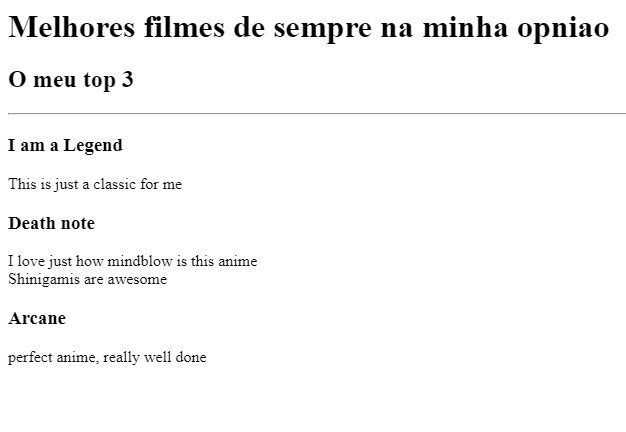 Melhores filmes de sempre na minha opniao
O meu top 3
I am a Legend
This is just a classic for me
Death note
I love just how mindblow is this anime
Shinigamis are awesome
Arcane
perfect anime, really well done